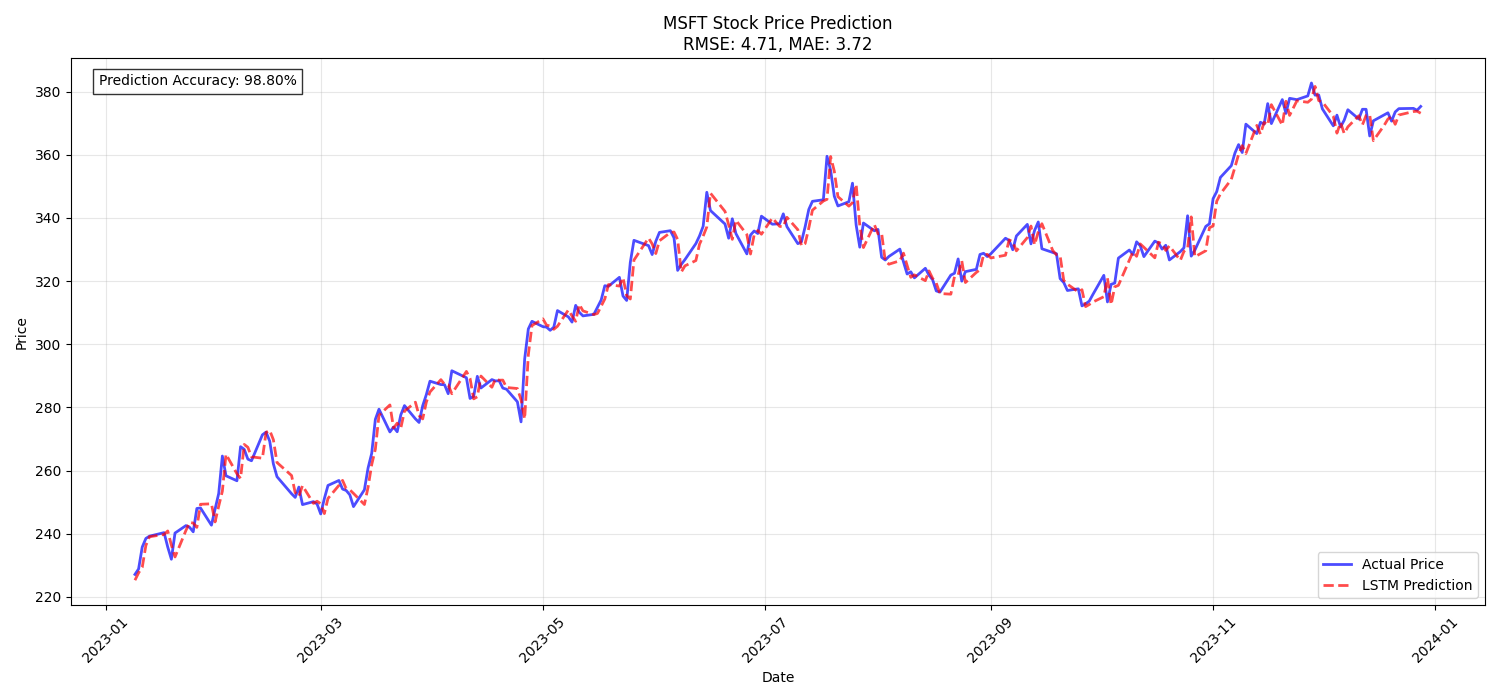 MSFT Stock Price Prediction
RMSE: 4.71, MAE: 3.72
Prediction Accuracy: 98.80%
380
360
340
320
300
280
260
240
220
Price
Actual Price
LSTM Prediction
2023-01
2023-03
2023-05
2023-07
2023-09
2023-11
2024-01
Date